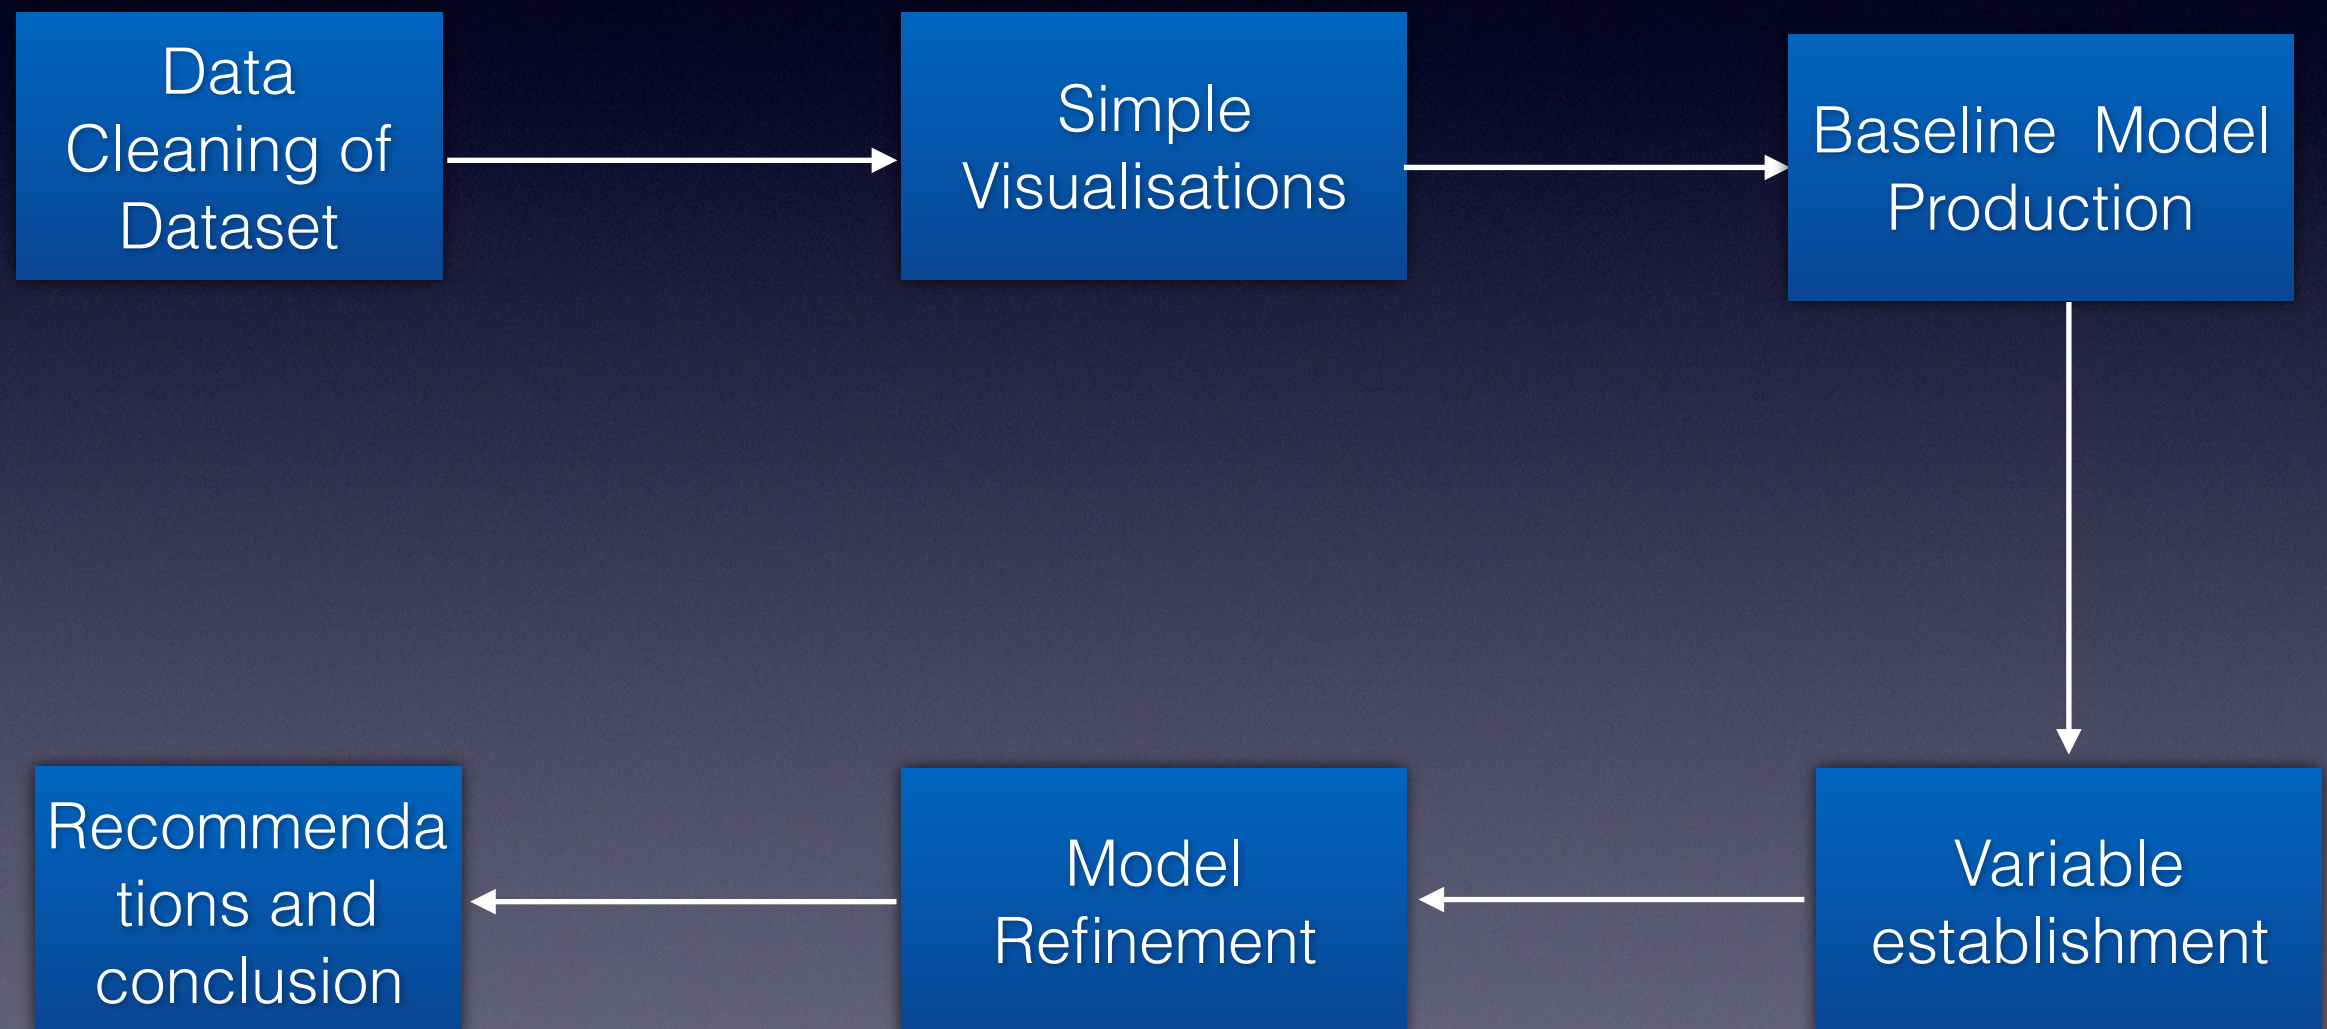 Data
Cleaning of
Dataset
Simple
Visualisations
Baseline  Model
Production
Variable
establishment
Model
Refinement
Recommenda
tions and
conclusion